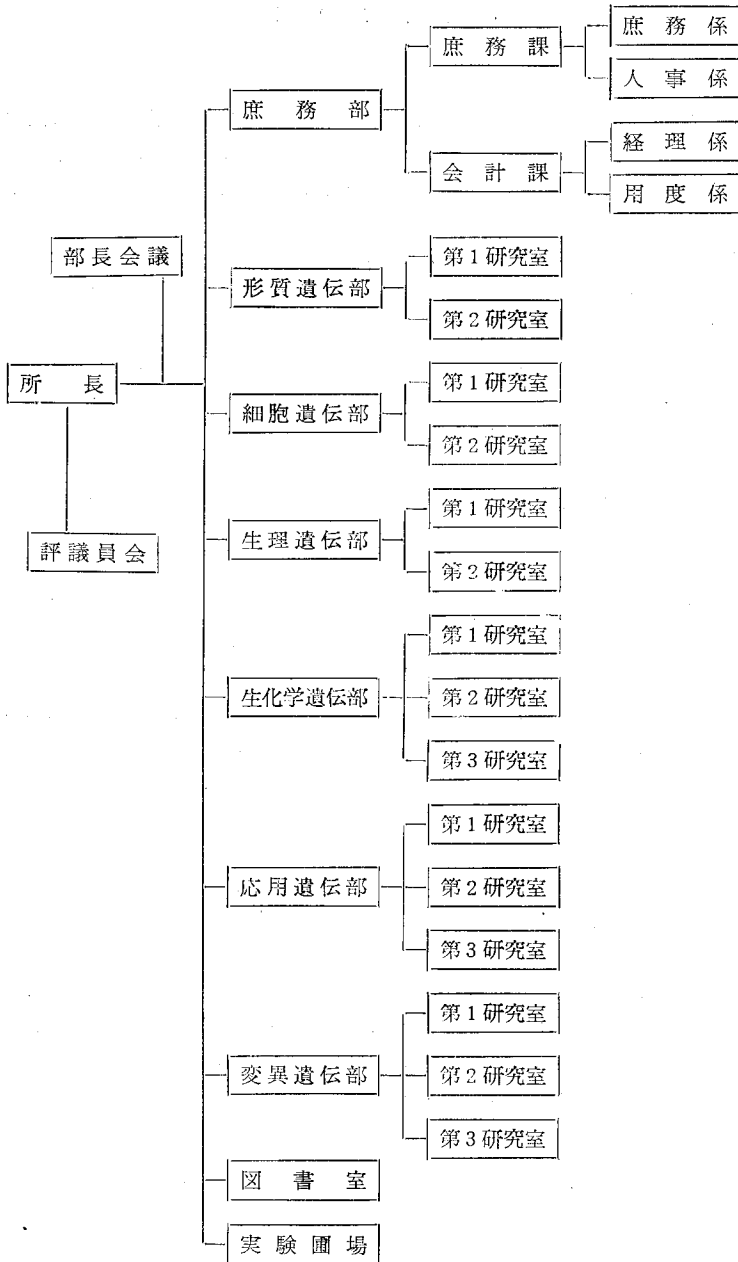 庶務係
庶務課
人事係
庶務部
経理係
会計課
用度係
部長会議
第1研究室
形質遺伝部
第2研究室
所長
第1研究室
細胞遺伝部
第2研究室
第1研究室
生理遺伝部
評議員会
第2研究室
第1研究室
生化学遺伝部
第2研究室
第3研究室
第1研究室
応用遺伝部
第2研究室
第3研究室
第1研究室
変異遺伝部
第2研究室
第3研究室
図書室
実験圃場